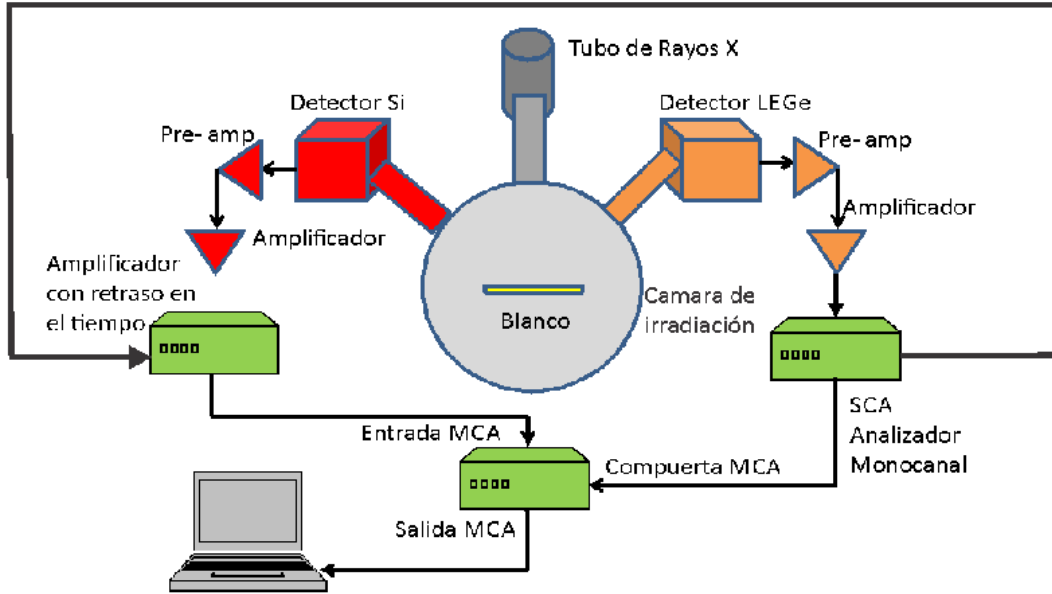 Tubo de Rayos X
Detector Si
Detector LEGe
Pre- amp
Pre- amp
Amplificador
Amplificador
Amplificador
con retraso en
el tiempo
Camara de
irradiación
Blanco
SCA
Analizador
Monocanal
Entrada MCA
Compuerta MCA
Salida MCA